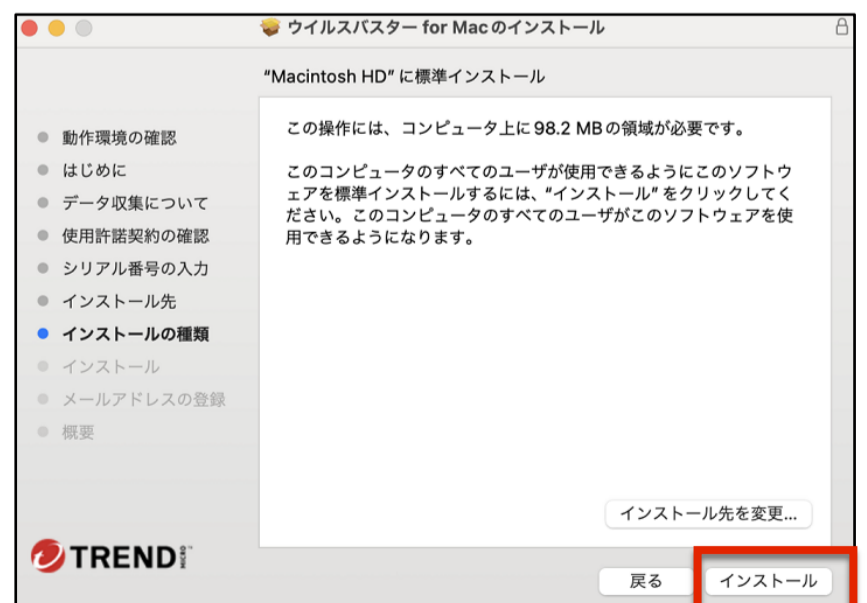 ウイルスバスター for Macのインストール
"Macintosh HD" に標準インストール
動作環境の確認
はじめに
データ収集について
使用許諾契約の確認
シリアル番号の入力
インストール先
インストールの種類
インストール
メールアドレスの登録
概要
この操作には、コンピュータ上に98.2 MBの領域が必要です。
このコンピュータのすべてのユーザが使用できるようにこのソフトウ
ェアを標準インストールするには、"インストール" をクリックしてく
ださい。このコンピュータのすべてのユーザがこのソフトウェアを使
用できるようになります。
インストール先を変更...
TREND MICRO™
戻る
インストール